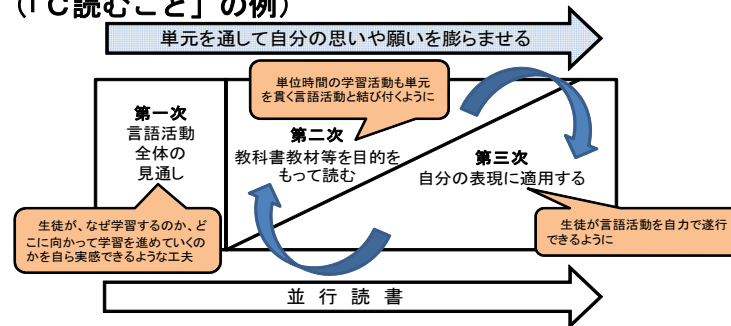 (「C読むこと」の例)
単元を通して自分の思いや願いを膨らませる
単位時間の学習活動も単元
を貫く言語活動と結び付くように
第一次
言語活動
全体の
見通し
第二次
教科書教材等を目的を
もって読む
第三次
自分の表現に適用する
生徒が、なぜ学習するのか、ど
こに向かって学習を進めていくの
かを自ら実感できるような工夫
生徒が言語活動を自力で遂行
できるように
並行読書